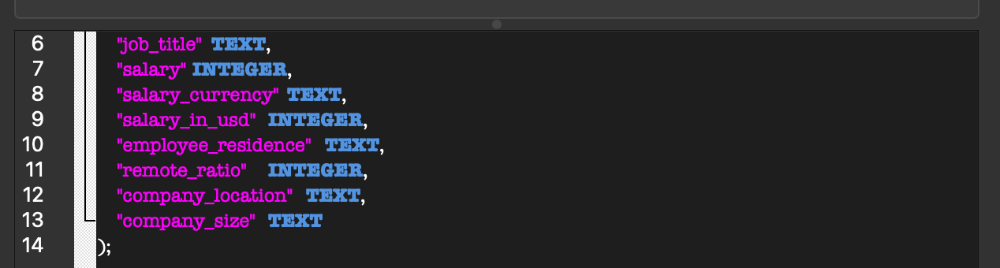 6 "job_title" TEXT,
7 "salary" INTEGER,
8 "salary_currency" TEXT,
9 "salary_in_usd" INTEGER,
10 "employee_residence" TEXT,
11 "remote_ratio" INTEGER,
12 "company_location" TEXT,
13 "company_size" TEXT
14 );